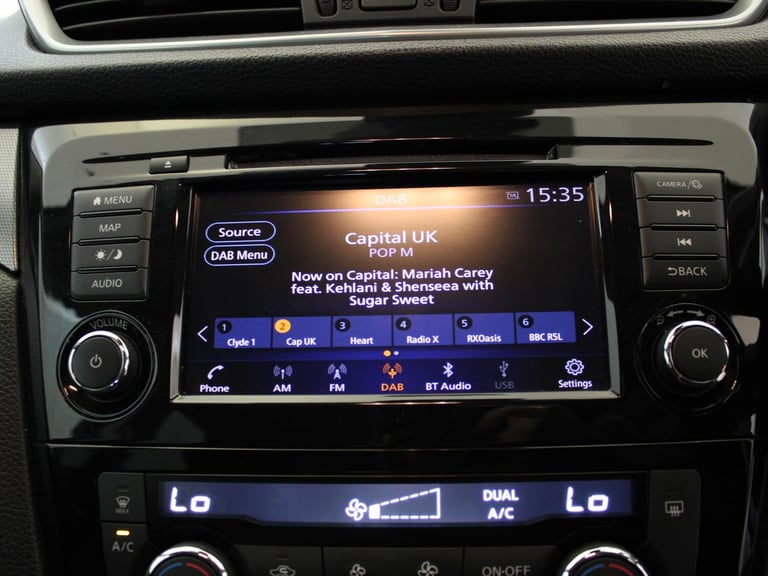 DAB
15:35
MENU
MAP
AUDIO
VOLUME
Source
DAB Menu
Capital UK
POP M
Now on Capital: Mariah Carey
feat. Kehlani & Shenseea with
Sugar Sweet
1 2 3 4 5 6
Clyde 1 Cap UK Heart Radio X RXOasis BBC R5L
Phone AM FM DAB BT Audio USB Settings
CAMERA/
BACK
OK
MAX
A/C
Lo
DUAL
A/C
Lo
ON·OFF